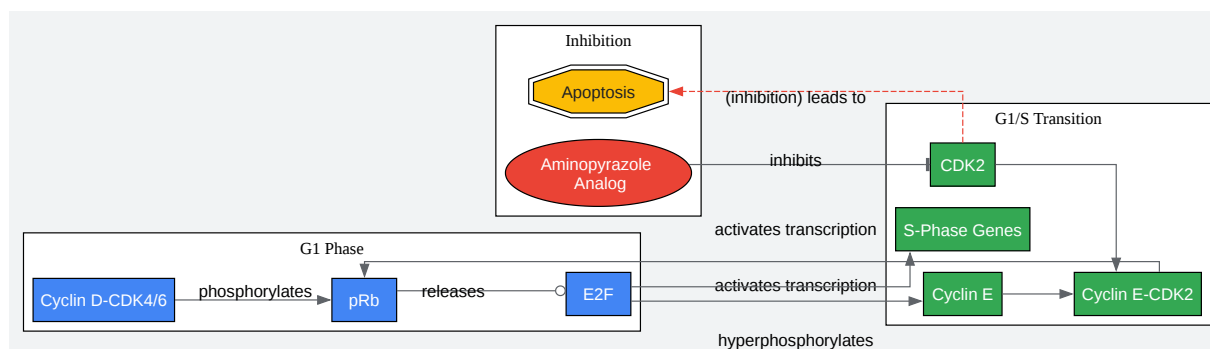 Inhibition
Apoptosis
(inhibition) leads to
G1/S Transition
Aminopyrazole
Analog
inhibits
CDK2
activates transcription
S-Phase Genes
G1 Phase
Cyclin D-CDK4/6
phosphorylates
pRb
releases
E2F
activates transcription
Cyclin E
Cyclin E-CDK2
hyperphosphorylates